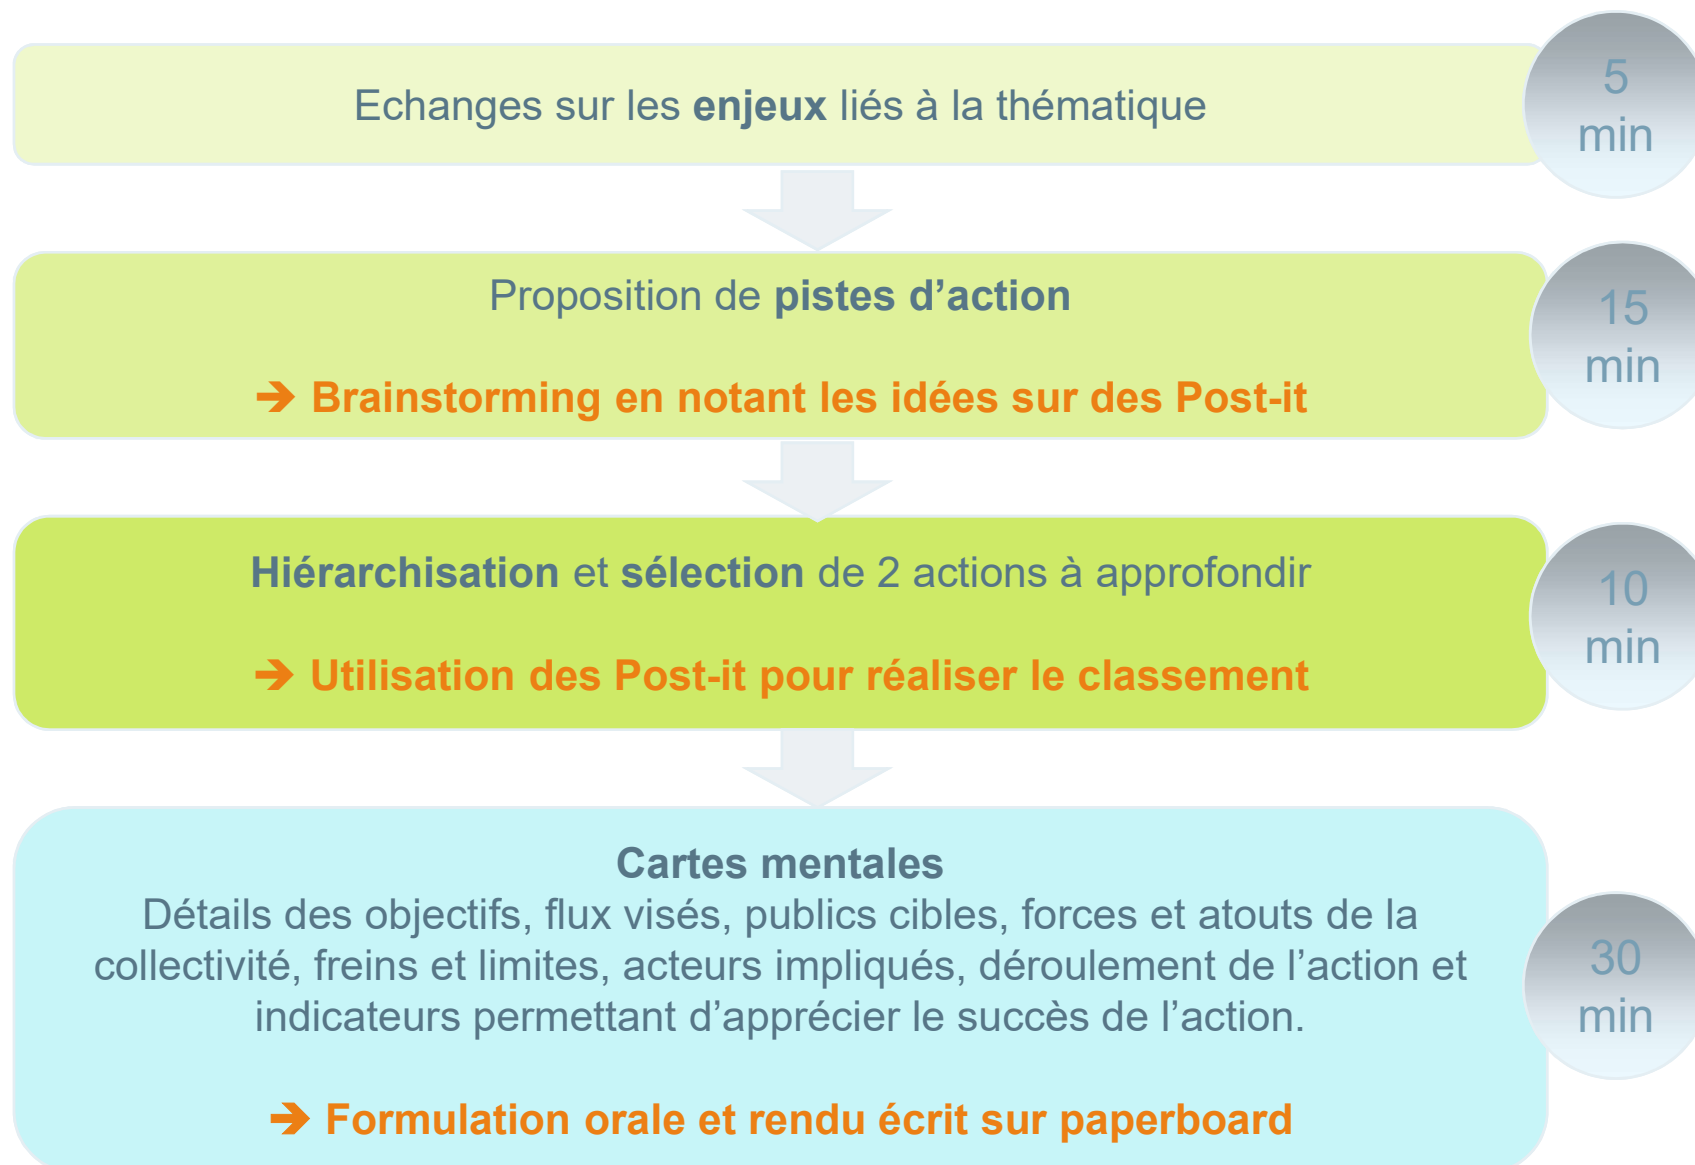 Echanges sur les enjeux liés à la thématique
5
min
Proposition de pistes d’action
➔ Brainstorming en notant les idées sur des Post-it
15
min
Hiérarchisation et sélection de 2 actions à approfondir
➔ Utilisation des Post-it pour réaliser le classement
10
min
Cartes mentales
Détails des objectifs, flux visés, publics cibles, forces et atouts de la
collectivité, freins et limites, acteurs impliqués, déroulement de l’action et
indicateurs permettant d’apprécier le succès de l’action.
➔ Formulation orale et rendu écrit sur paperboard
30
min